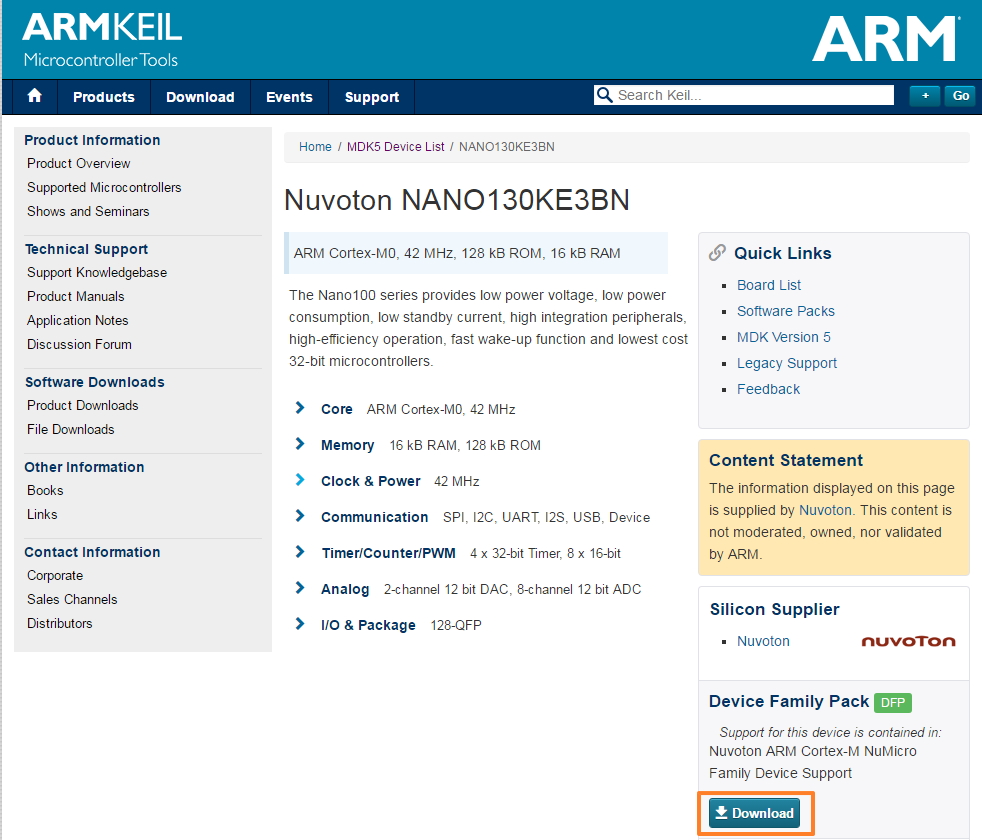 ARMKEIL
Microcontroller Tools
ARM
Products
Download
Events
Support
Search Keil...
+
Go
Product Information
Product Overview
Supported Microcontrollers
Shows and Seminars
Technical Support
Support Knowledgebase
Product Manuals
Application Notes
Discussion Forum
Software Downloads
Product Downloads
File Downloads
Other Information
Books
Links
Contact Information
Corporate
Sales Channels
Distributors
Home / MDK5 Device List / NANO130KE3BN
Nuvoton NANO130KE3BN
ARM Cortex-M0, 42 MHz, 128 kB ROM, 16 kB RAM
The Nano100 series provides low power voltage, low power
consumption, low standby current, high integration peripherals,
high-efficiency operation, fast wake-up function and lowest cost
32-bit microcontrollers.
Core ARM Cortex-M0, 42 MHz
Memory 16 kB RAM, 128 kB ROM
Clock & Power 42 MHz
Communication SPI, I2C, UART, I2S, USB, Device
Timer/Counter/PWM 4 x 32-bit Timer, 8 x 16-bit
Analog 2-channel 12 bit DAC, 8-channel 12 bit ADC
I/O & Package 128-QFP
Quick Links
Board List
Software Packs
MDK Version 5
Legacy Support
Feedback
Content Statement
The information displayed on this page
is supplied by Nuvoton. This content is
not moderated, owned, nor validated
by ARM.
Silicon Supplier
Nuvoton
nuvoTon
Device Family Pack DFP
Support for this device is contained in:
Nuvoton ARM Cortex-M NuMicro
Family Device Support
Download